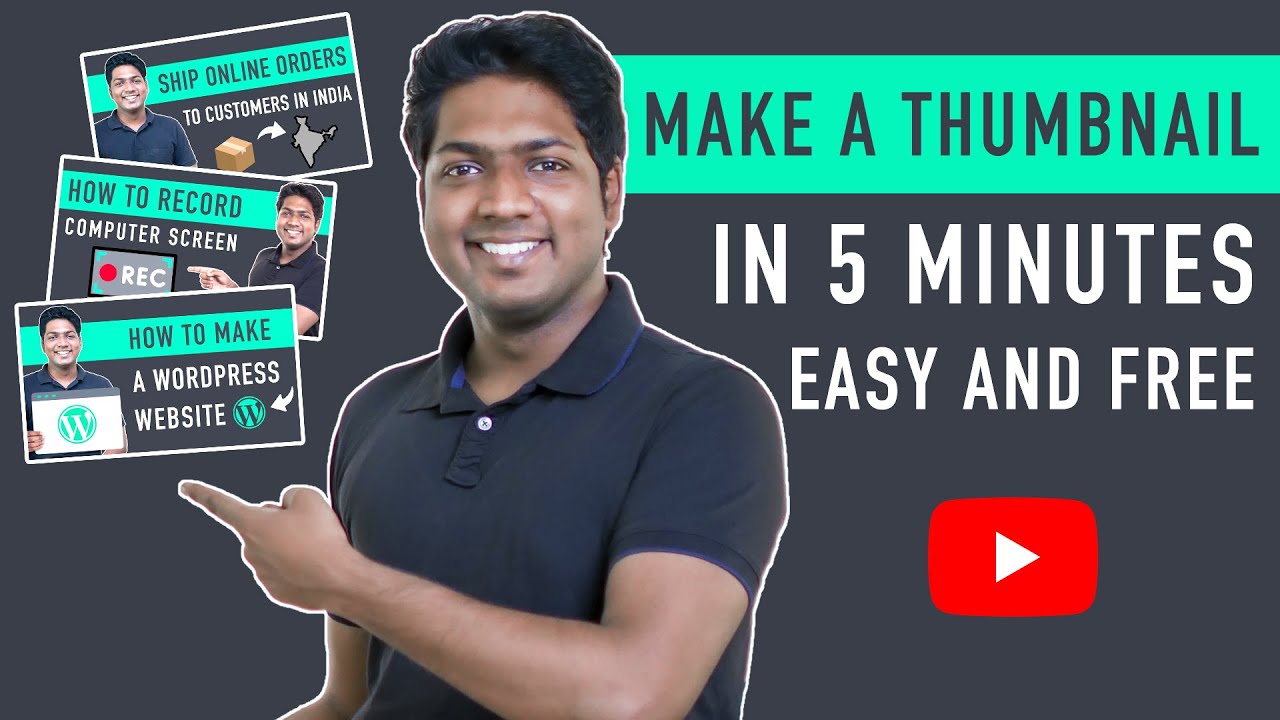 SHIP ONLINE ORDERS
TO CUSTOMERS IN INDIA
HOW TO RECORD
COMPUTER SCREEN
REC
HOW TO MAKE
A WORDPRESS
WEBSITE
MAKE A THUMBNAIL
IN 5 MINUTES
EASY AND FREE